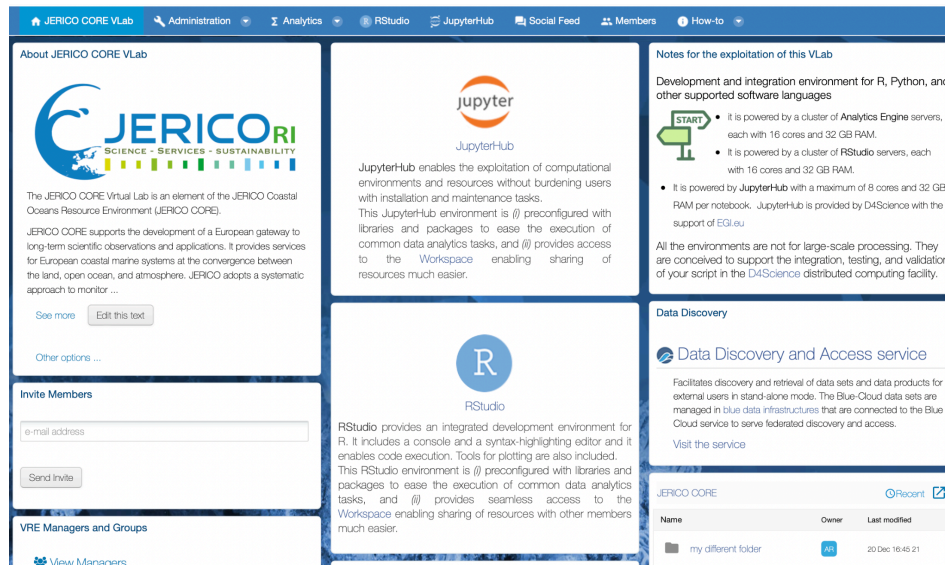 JERICO CORE VLab
Administration
Analytics
RStudio
JupyterHub
Social Feed
Members
How-to
About JERICO CORE VLab
JERICO RI
SCIENCE - SERVICES - SUSTAINABILITY
The JERICO CORE Virtual Lab is an element of the JERICO Coastal
Oceans Resource Environment (JERICO CORE).
JERICO CORE supports the development of a European gateway to
long-term scientific observations and applications. It provides services
for European coastal marine systems at the convergence between
the land, open ocean, and atmosphere. JERICO adopts a systematic
approach to monitor ...
See more
Edit this text
Other options ...
Invite Members
e-mail address
Send Invite
VRE Managers and Groups
View Managers
jupyter
JupyterHub
JupyterHub enables the exploitation of computational
environments and resources without burdening users
with installation and maintenance tasks.
This JupyterHub environment is (i) preconfigured with
libraries and packages to ease the execution of
common data analytics tasks, and (ii) provides access
to the Workspace enabling sharing of
resources much easier.
R
RStudio
RStudio provides an integrated development environment for
R. It includes a console and a syntax-highlighting editor and it
enables code execution. Tools for plotting are also included.
This RStudio environment is (i) preconfigured with libraries and
packages to ease the execution of common data analytics
tasks, and (ii) provides seamless access to the
Workspace enabling sharing of resources with other members
much easier.
Notes for the exploitation of this VLab
Development and integration environment for R, Python, and
other supported software languages
START
it is powered by a cluster of Analytics Engine servers,
each with 16 cores and 32 GB RAM.
It is powered by a cluster of RStudio servers, each
with 16 cores and 32 GB RAM.
It is powered by JupyterHub with a maximum of 8 cores and 32 GB
RAM per notebook. JupyterHub is provided by D4Science with the
support of EGI.eu
All the environments are not for large-scale processing. They
are conceived to support the integration, testing, and validation
of your script in the D4Science distributed computing facility.
Data Discovery
Data Discovery and Access service
Facilitates discovery and retrieval of data sets and data products for
external users in stand-alone mode. The Blue-Cloud data sets are
managed in blue data infrastructures that are connected to the Blue
Cloud service to serve federated discovery and access.
Visit the service
JERICO CORE
Recent
Name Owner Last modified
my different folder AR 20 Dec 16:45 21